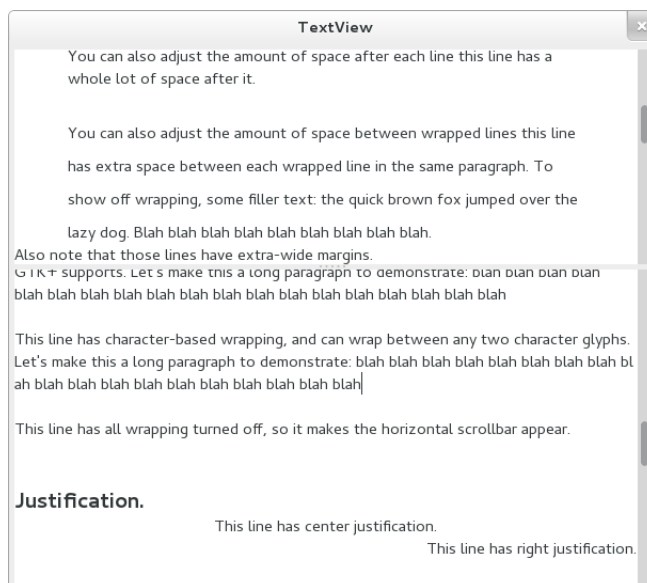 TextView
You can also adjust the amount of space after each line this line has a
whole lot of space after it.
You can also adjust the amount of space between wrapped lines this line
has extra space between each wrapped line in the same paragraph. To
show off wrapping, some filler text: the quick brown fox jumped over the
lazy dog. Blah blah blah blah blah blah blah blah blah.
Also note that those lines have extra-wide margins.
GTK+ supports. Let's make this a long paragraph to demonstrate: blah blah blah blah
blah blah blah blah blah blah blah blah blah blah blah blah blah blah blah
This line has character-based wrapping, and can wrap between any two character glyphs.
Let's make this a long paragraph to demonstrate: blah blah blah blah blah blah blah blah bl
ah blah blah blah blah blah blah blah blah blah blah
This line has all wrapping turned off, so it makes the horizontal scrollbar appear.
Justification.
This line has center justification.
This line has right justification.